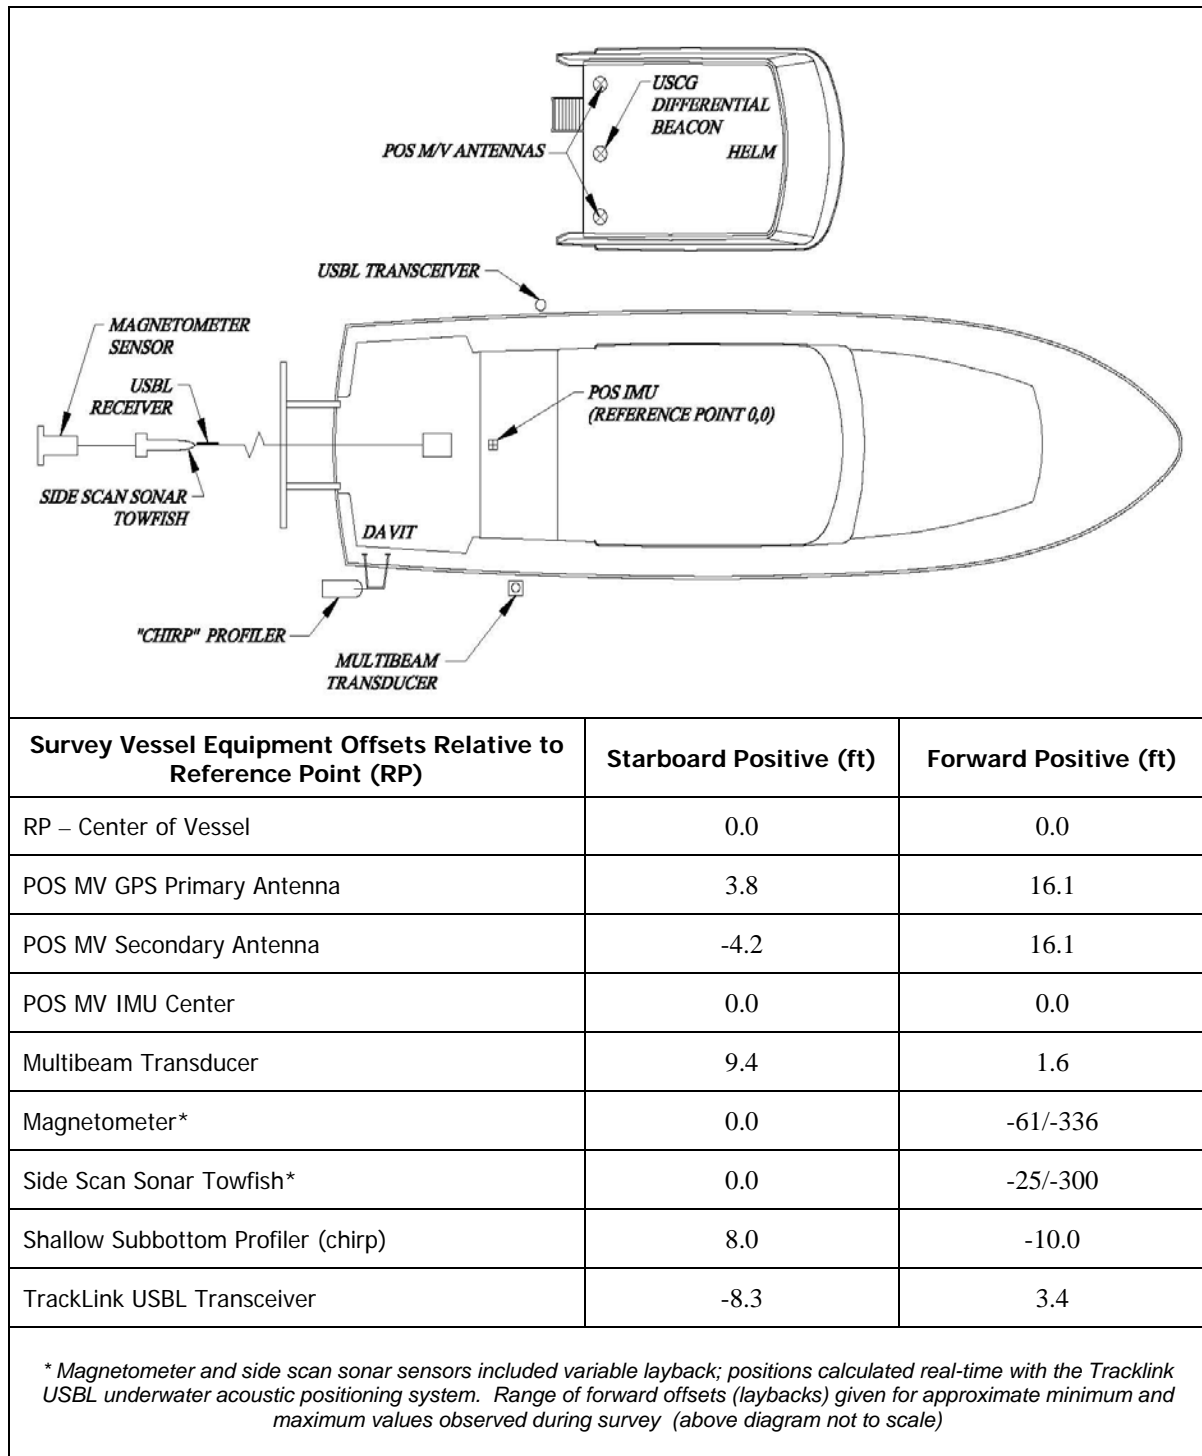 USCG
DIFFERENTIAL
BEACON
POS M/V ANTENNAS
HELM
USBL TRANSCEIVER
MAGNETOMETER
SENSOR
USBL
RECEIVER
POS IMU
(REFERENCE POINT 0,0)
SIDE SCAN SONAR
TOWFISH
DAVIT
"CHIRP" PROFILER
MULTIBEAM
TRANSDUCER
Survey Vessel Equipment Offsets Relative to
Reference Point (RP)
Starboard Positive (ft)
Forward Positive (ft)
RP – Center of Vessel 0.0 0.0
POS MV GPS Primary Antenna 3.8 16.1
POS MV Secondary Antenna -4.2 16.1
POS MV IMU Center 0.0 0.0
Multibeam Transducer 9.4 1.6
Magnetometer* 0.0 -61/-336
Side Scan Sonar Towfish* 0.0 -25/-300
Shallow Subbottom Profiler (chirp) 8.0 -10.0
TrackLink USBL Transceiver -8.3 3.4
* Magnetometer and side scan sonar sensors included variable layback; positions calculated real-time with the Tracklink
USBL underwater acoustic positioning system. Range of forward offsets (laybacks) given for approximate minimum and
maximum values observed during survey (above diagram not to scale)